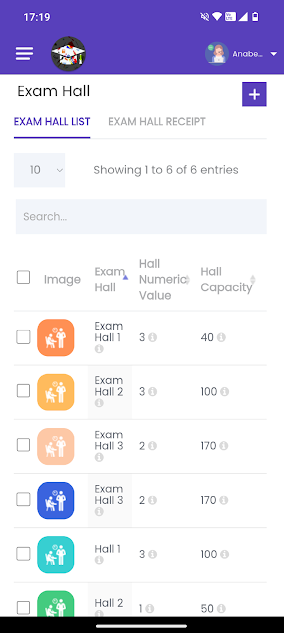 17:19
Anabe...
Exam Hall
+
EXAM HALL LIST EXAM HALL RECEIPT
10 Showing 1 to 6 of 6 entries
Search...
Image Exam Hall Hall Numeric Value Hall Capacity
Exam Hall 1 3 40
Exam Hall 2 3 100
Exam Hall 3 2 170
Exam Hall 3 2 170
Hall 1 3 100
Hall 2 1 50